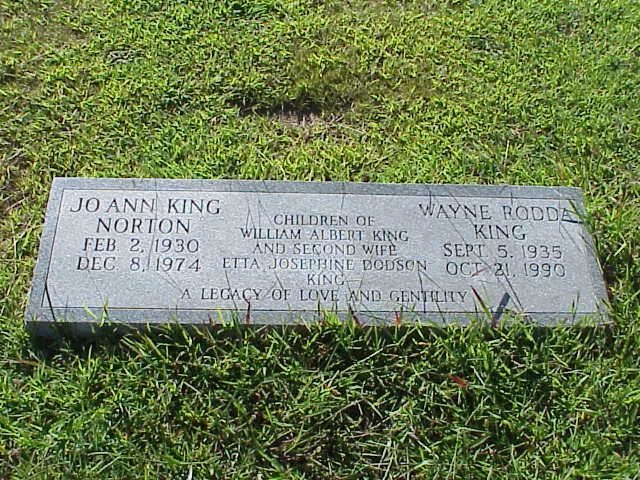 JO ANN KING
NORTON
FEB 2, 1930
DEC 8, 1974
CHILDREN OF
WILLIAM ALBERT KING
AND SECOND WIFE
ETTA JOSEPHINE DODSON
KING
A LEGACY OF LOVE AND GENTILITY
WAYNE RODDA
KING
SEPT 5, 1935
OCT 21, 1990